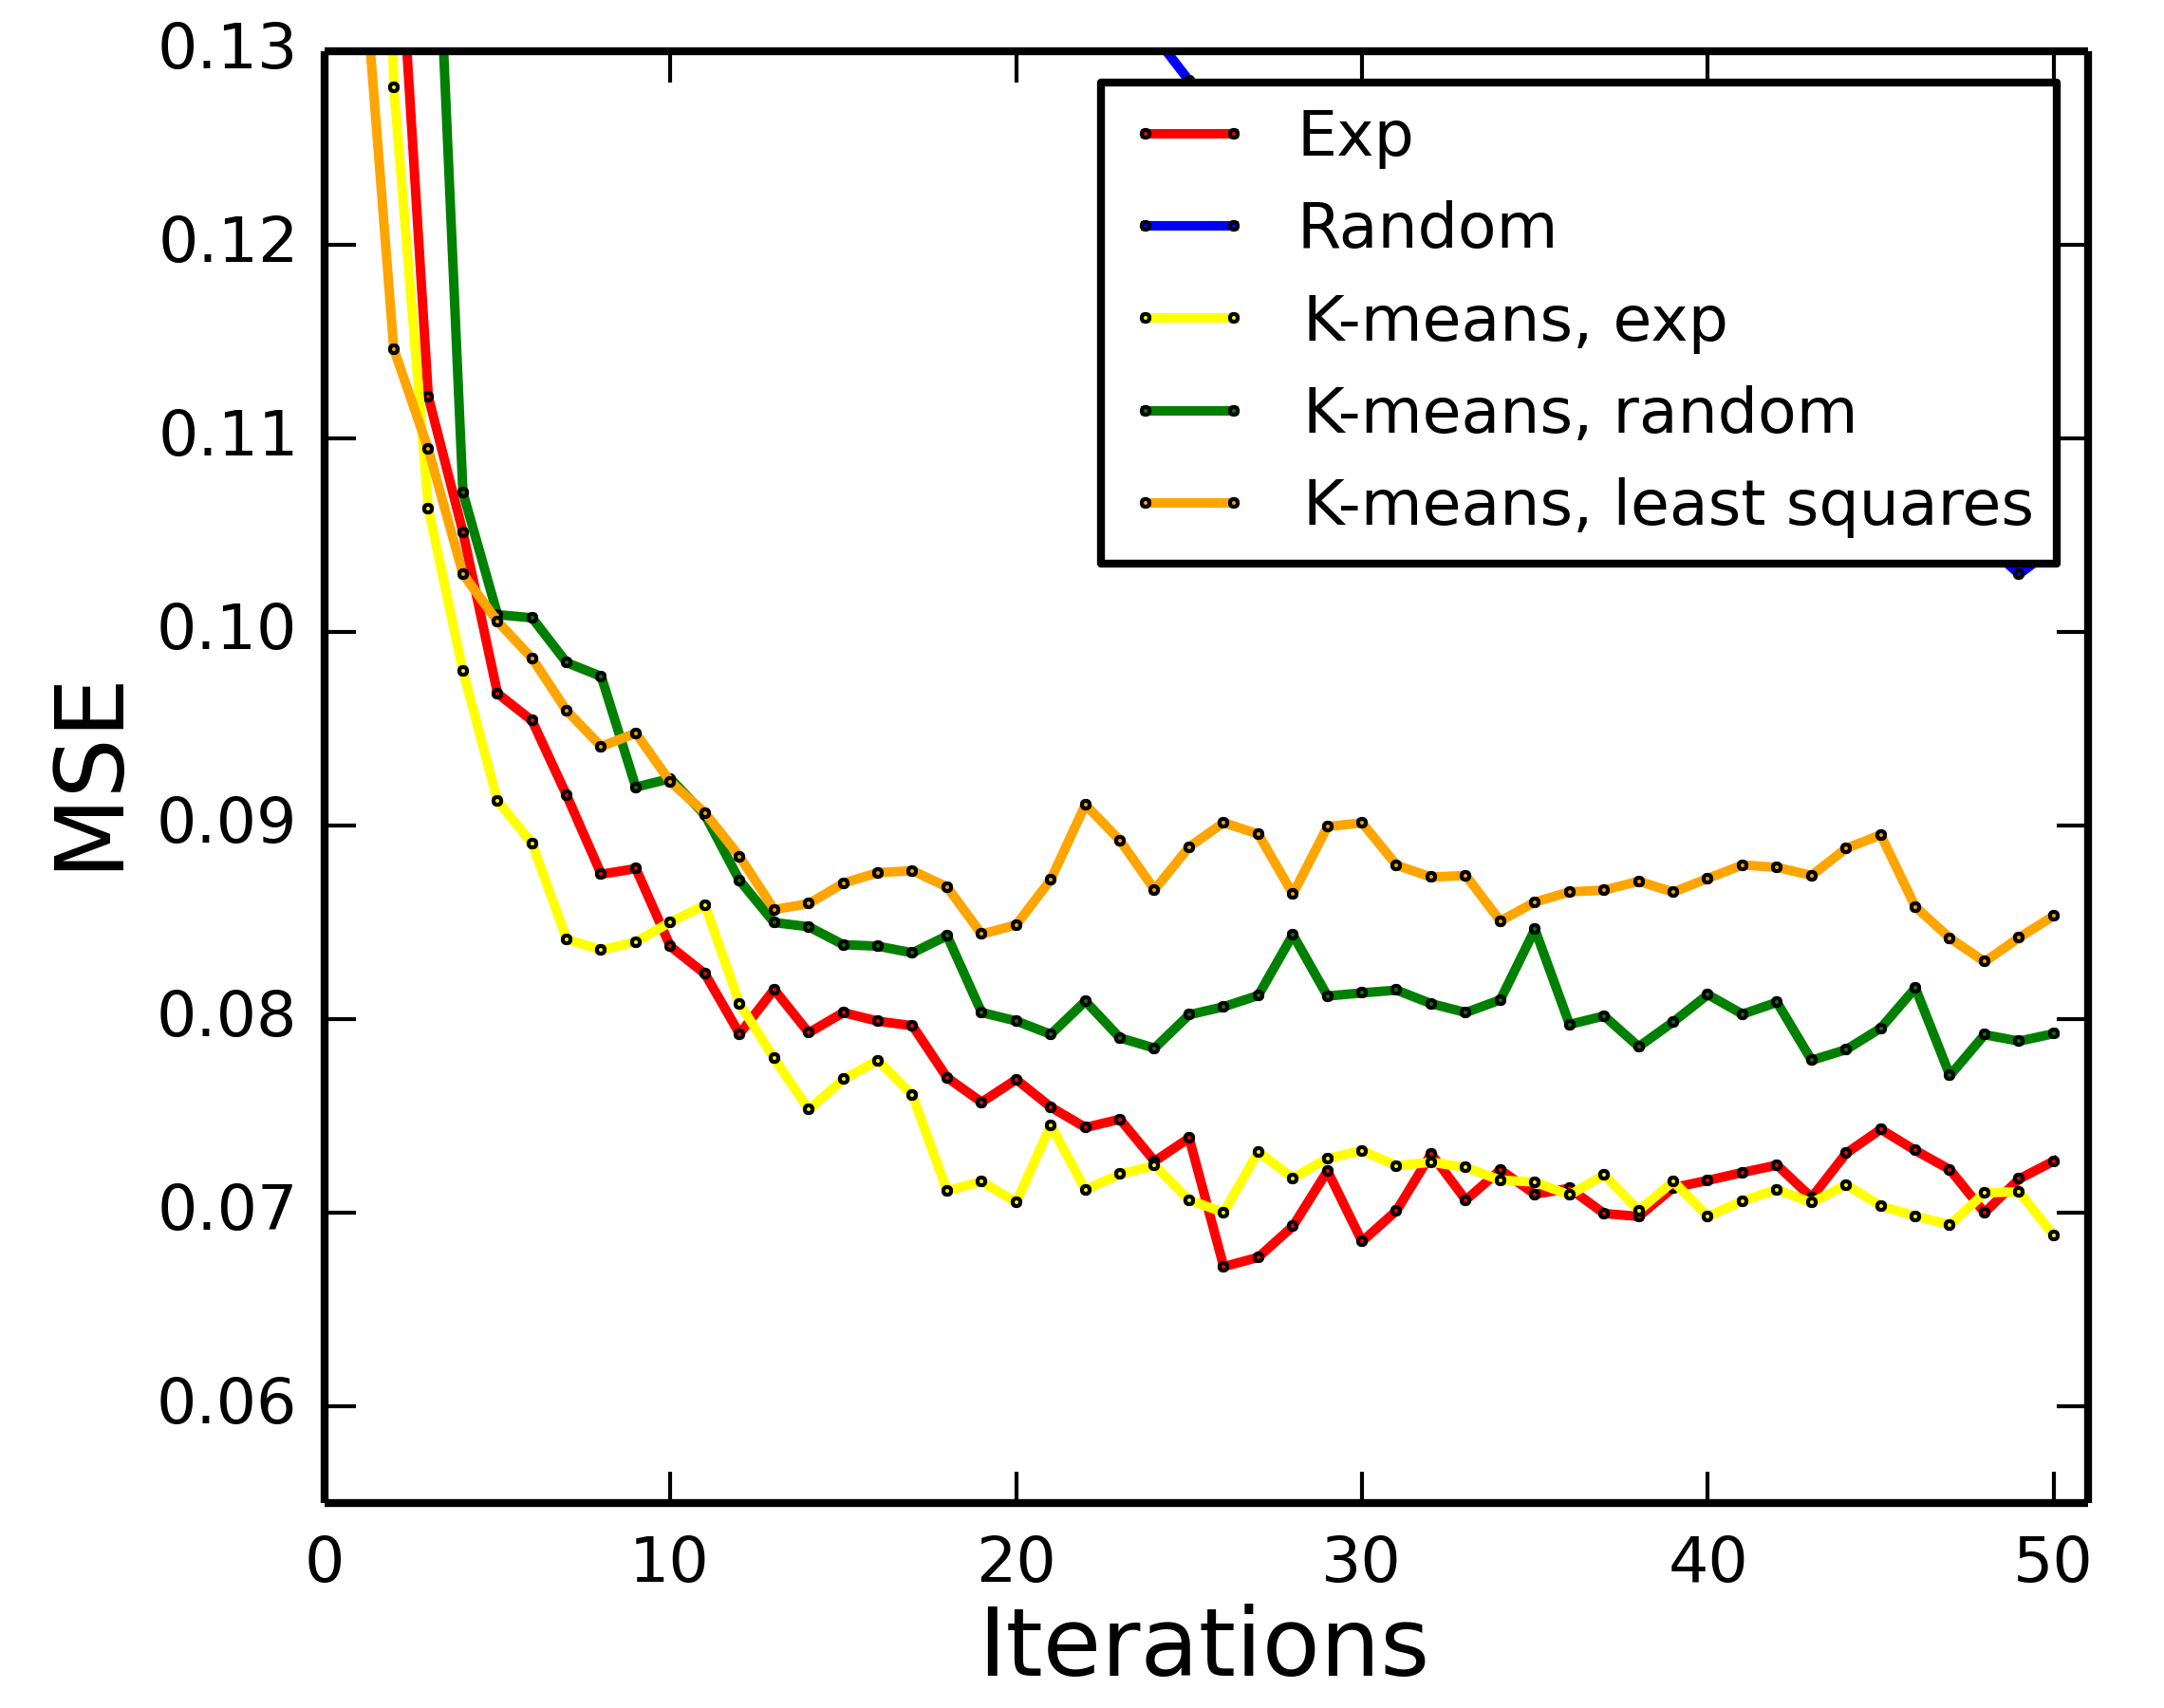 0.13
0.12
0.11
0.10
0.09
0.08
0.07
0.06
MSE
Exp
Random
K-means, exp
K-means, random
K-means, least squares
0 10 20 30 40 50
Iterations